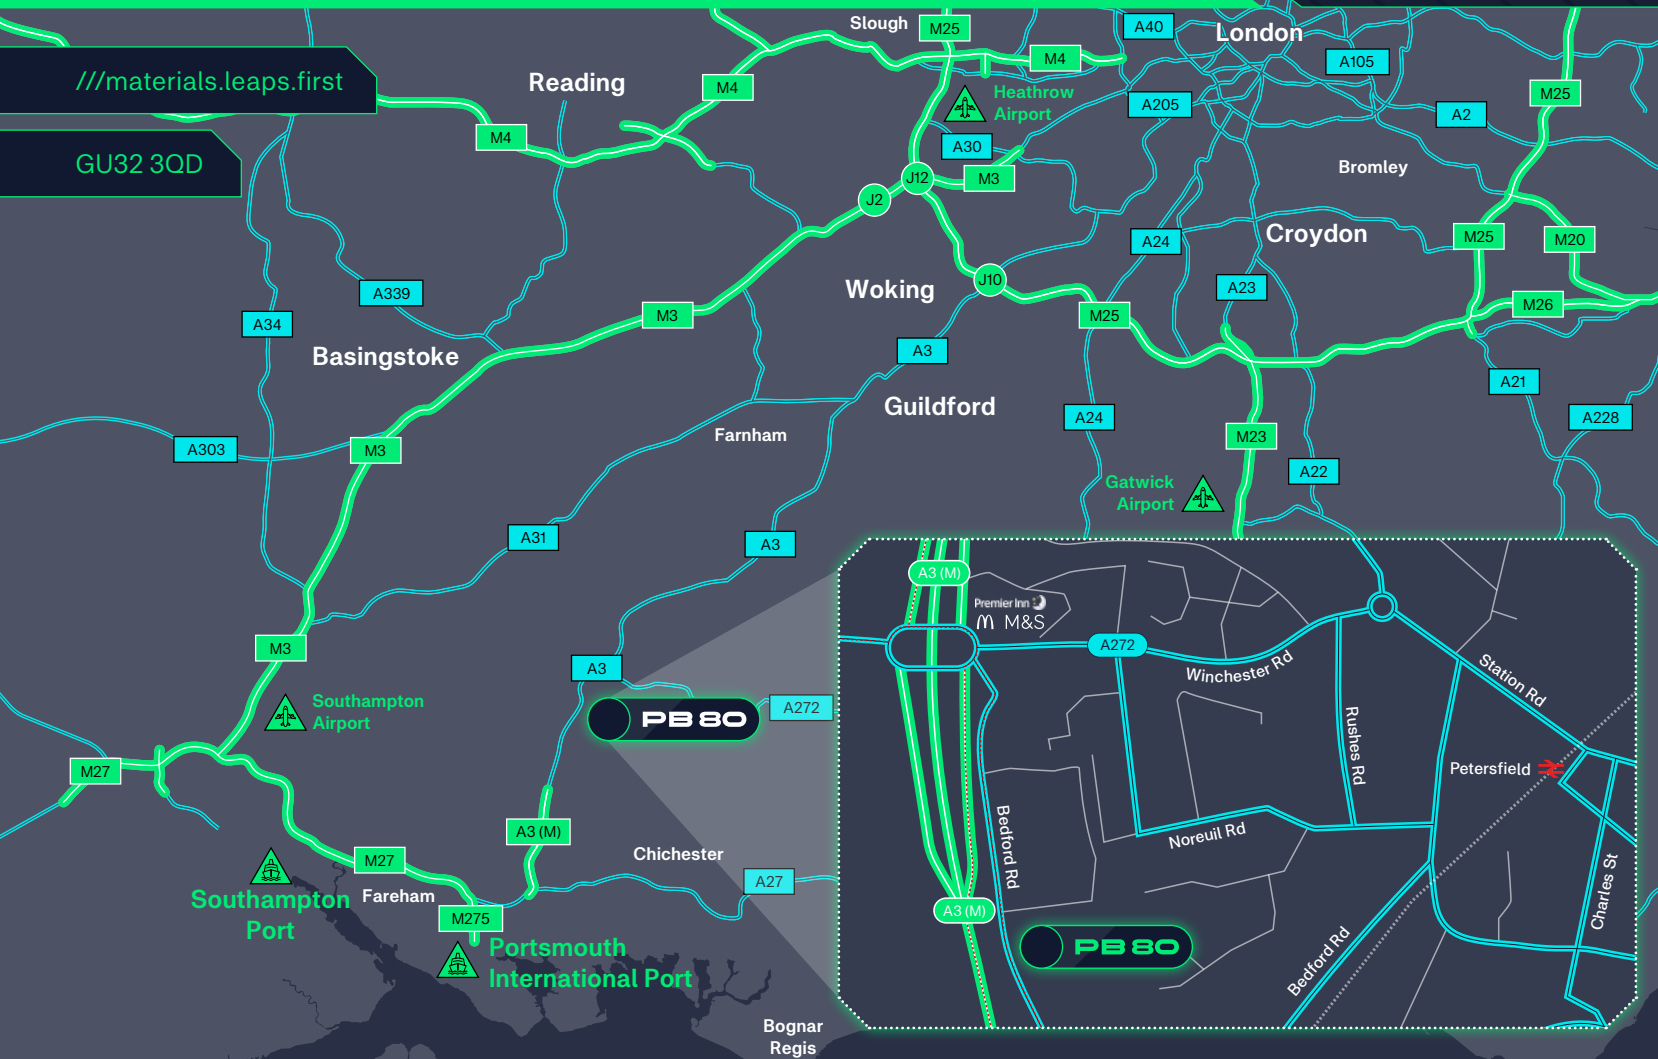 Slough
M25
A40
London
A105
M4
Reading
M4
M25
///materials.leaps.first
Heathrow
Airport
A205
A2
M4
A30
GU32 3QD
Bromley
J12
M3
J2
A24
Croydon
M25
M20
J10
A23
A339
Woking
M26
A34
M3
M25
Basingstoke
A3
A21
Guildford
A24
A228
Farnham
M23
A303
M3
A22
Gatwick
Airport
A31
A3
A3 (M)
Premier Inn
M&S
M3
A272
A3
Winchester Rd
Station Rd
Southampton
Airport
PB 80
A272
Rushes Rd
Petersfield
M27
A3 (M)
Noreuil Rd
Bedford Rd
Chichester
M27
A27
Charles St
Fareham
Southampton
Port
M275
A3 (M)
Portsmouth
International Port
PB 80
Bedford Rd
Bognar
Regis